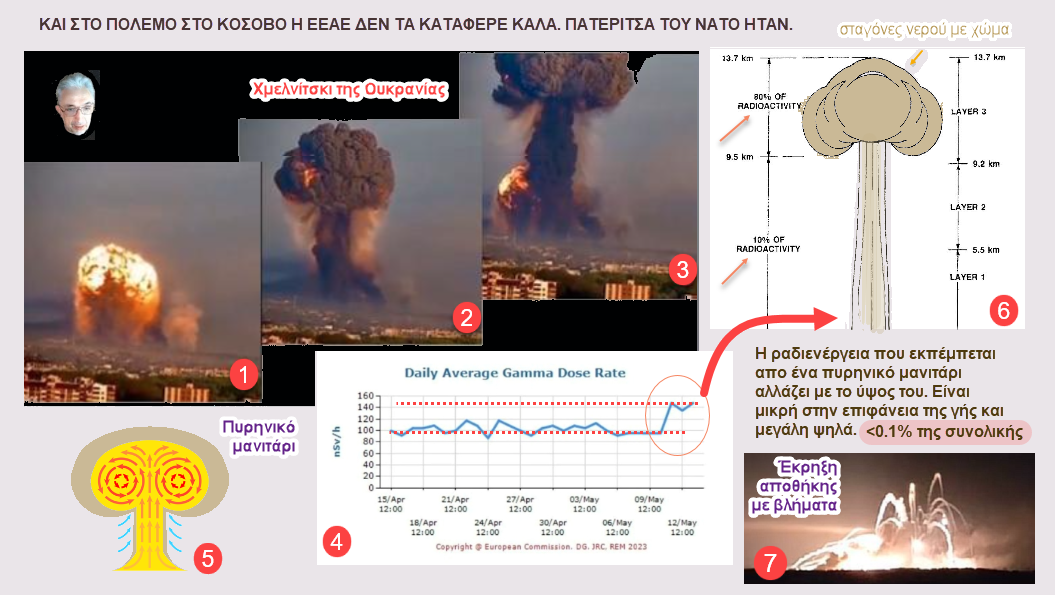 ΚΑΙ ΣΤΟ ΠΟΛΕΜΟ ΣΤΟ ΚΟΣΟΒΟ Η ΕΕΑΕ ΔΕΝ ΤΑ ΚΑΤΑΦΕΡΕ ΚΑΛΑ. ΠΑΤΕΡΙΤΣΑ ΤΟΥ ΝΑΤΟ ΗΤΑΝ.
σταγόνες νερού με χώμα
Χμελνίτσκι της Ουκρανίας
1
2
3
13.7 km
13.7 km
80% OF
RADIOACTIVITY
LAYER 3
9.5 km
9.2 km
LAYER 2
10% OF
RADIOACTIVITY
5.5 km
LAYER 1
6
Η ραδιενέργεια που εκπέμπεται
απο ένα πυρηνικό μανιτάρι
αλλάζει με το ύψος του. Είναι
μικρή στην επιφάνεια της γής και
μεγάλη ψηλά. <0.1% της συνολικής
Πυρηνικό
μανιτάρι
5
Daily Average Gamma Dose Rate
nSv/h
160
140
120
100
80
60
40
20
0
15/Apr 21/Apr 27/Apr 03/May 09/May
12:00 12:00 12:00 12:00 12:00
18/Apr 24/Apr 30/Apr 06/May 12/May
12:00 12:00 12:00 12:00 12:00
Copyright @ European Commission. DG, JRC, REM 2023
4
Έκρηξη
αποθήκης
με βλήματα
7